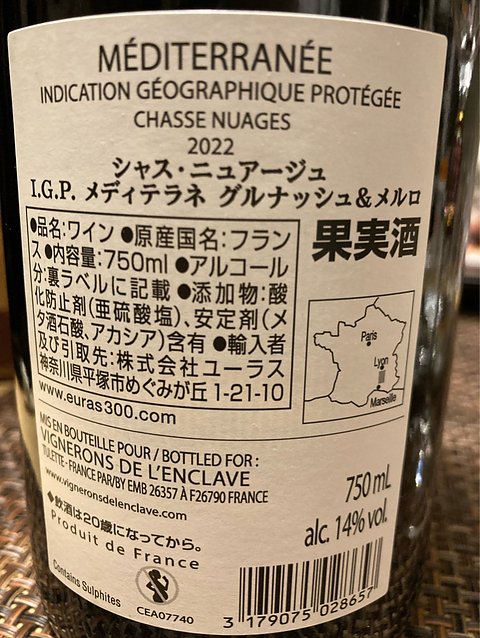 MÉDITERRANÉE
INDICATION GÉOGRAPHIQUE PROTÉGÉE
CHASSE NUAGES
2022
シャス・ニュアージュ
I.G.P. メディテラネ グルナッシュ&メルロ
●品名:ワイン ●原産国名:フラン
ス ●内容量:750ml ●アルコール
分:裏ラベルに記載 ●添加物:酸
化防止剤(亜硫酸塩)、安定剤(メ
タ酒石酸、アカシア)含有 ●輸入者
及び引取先:株式会社ユーラス
神奈川県平塚市めぐみが丘1-21-10
www.euras300.com
果実酒
Paris
Lyon
Marseille
MIS EN BOUTEILLE POUR / BOTTLED FOR :
VIGNERONS DE L'ENCLAVE
TULETTE - FRANCE PAR/BY EMB 26357 À F26790 FRANCE
www.vigneronsdelenclave.com
◆飲酒は20歳になってから。
Produit de France
Contains Sulphites
CEA07740
750 mL
alc. 14% vol.
3 179075 028657